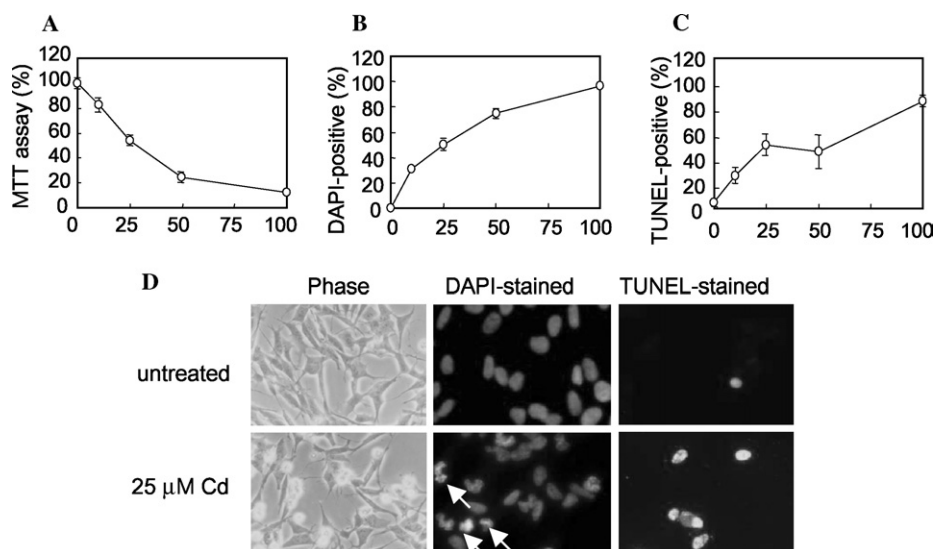 A
B
C
120
100
80
60
40
20
0
MTT assay (%)
0 25 50 75 100
120
100
80
60
40
20
0
DAPI-positive (%)
0 25 50 75 100
120
100
80
60
40
20
0
TUNEL-positive (%)
0 25 50 75 100
D
Phase DAPI-stained TUNEL-stained
untreated
25 μM Cd